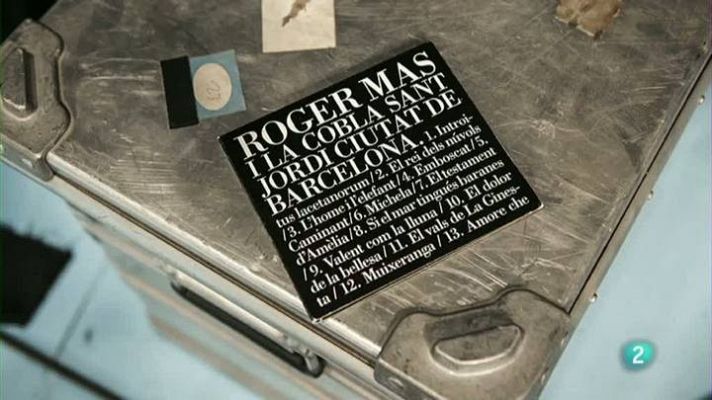 ROGER MAS
I LA COBLA SANT
JORDI CIUTAT DE
BARCELONA. 1. Introi-
tus lacetanorum / 2. El rei dels núvols
/ 3. L'home i l'elefant / 4. Emboscat / 5.
Caminant / 6. Michela / 7. El testament
d'Amèlia / 8. Si el mar tingués baranes
/ 9. Valent com la lluna / 10. El dolor
de la bellesa / 11. El vals de La Gines-
ta / 12. Muixeranga / 13. Amore che
23
2